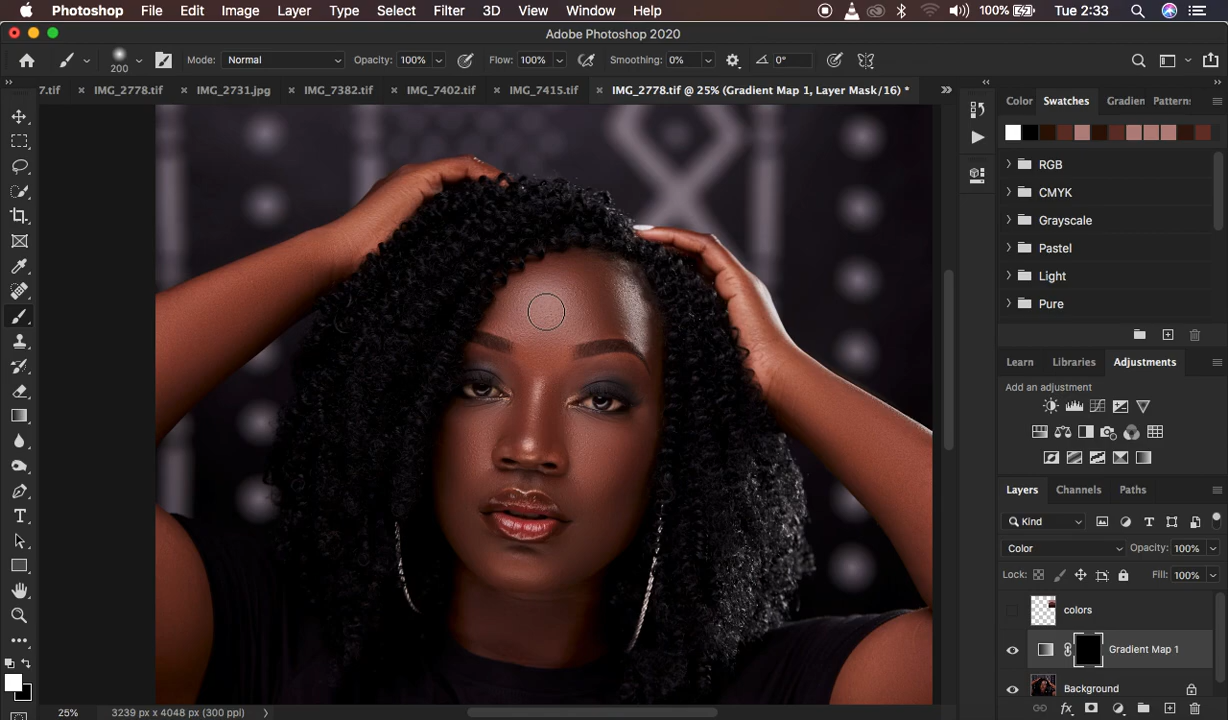 Photoshop File Edit Image Layer Type Select Filter 3D View Window Help 100% Tue 2:33
Adobe Photoshop 2020
200 Mode: Normal Opacity: 100% Flow: 100% Smoothing: 0% 0°
7.tif × IMG_2778.tif × IMG_2731.jpg × IMG_7382.tif × IMG_7402.tif × IMG_7415.tif × IMG_2778.tif @ 25% (Gradient Map 1, Layer Mask/16) *
Color Swatches Gradien Pattern:
RGB
CMYK
Grayscale
Pastel
Light
Pure
Learn Libraries Adjustments
Add an adjustment
Layers Channels Paths
Kind
Color Opacity: 100%
Lock: Fill: 100%
colors
Gradient Map 1
Background
25% 3239 px x 4048 px (300 ppi)